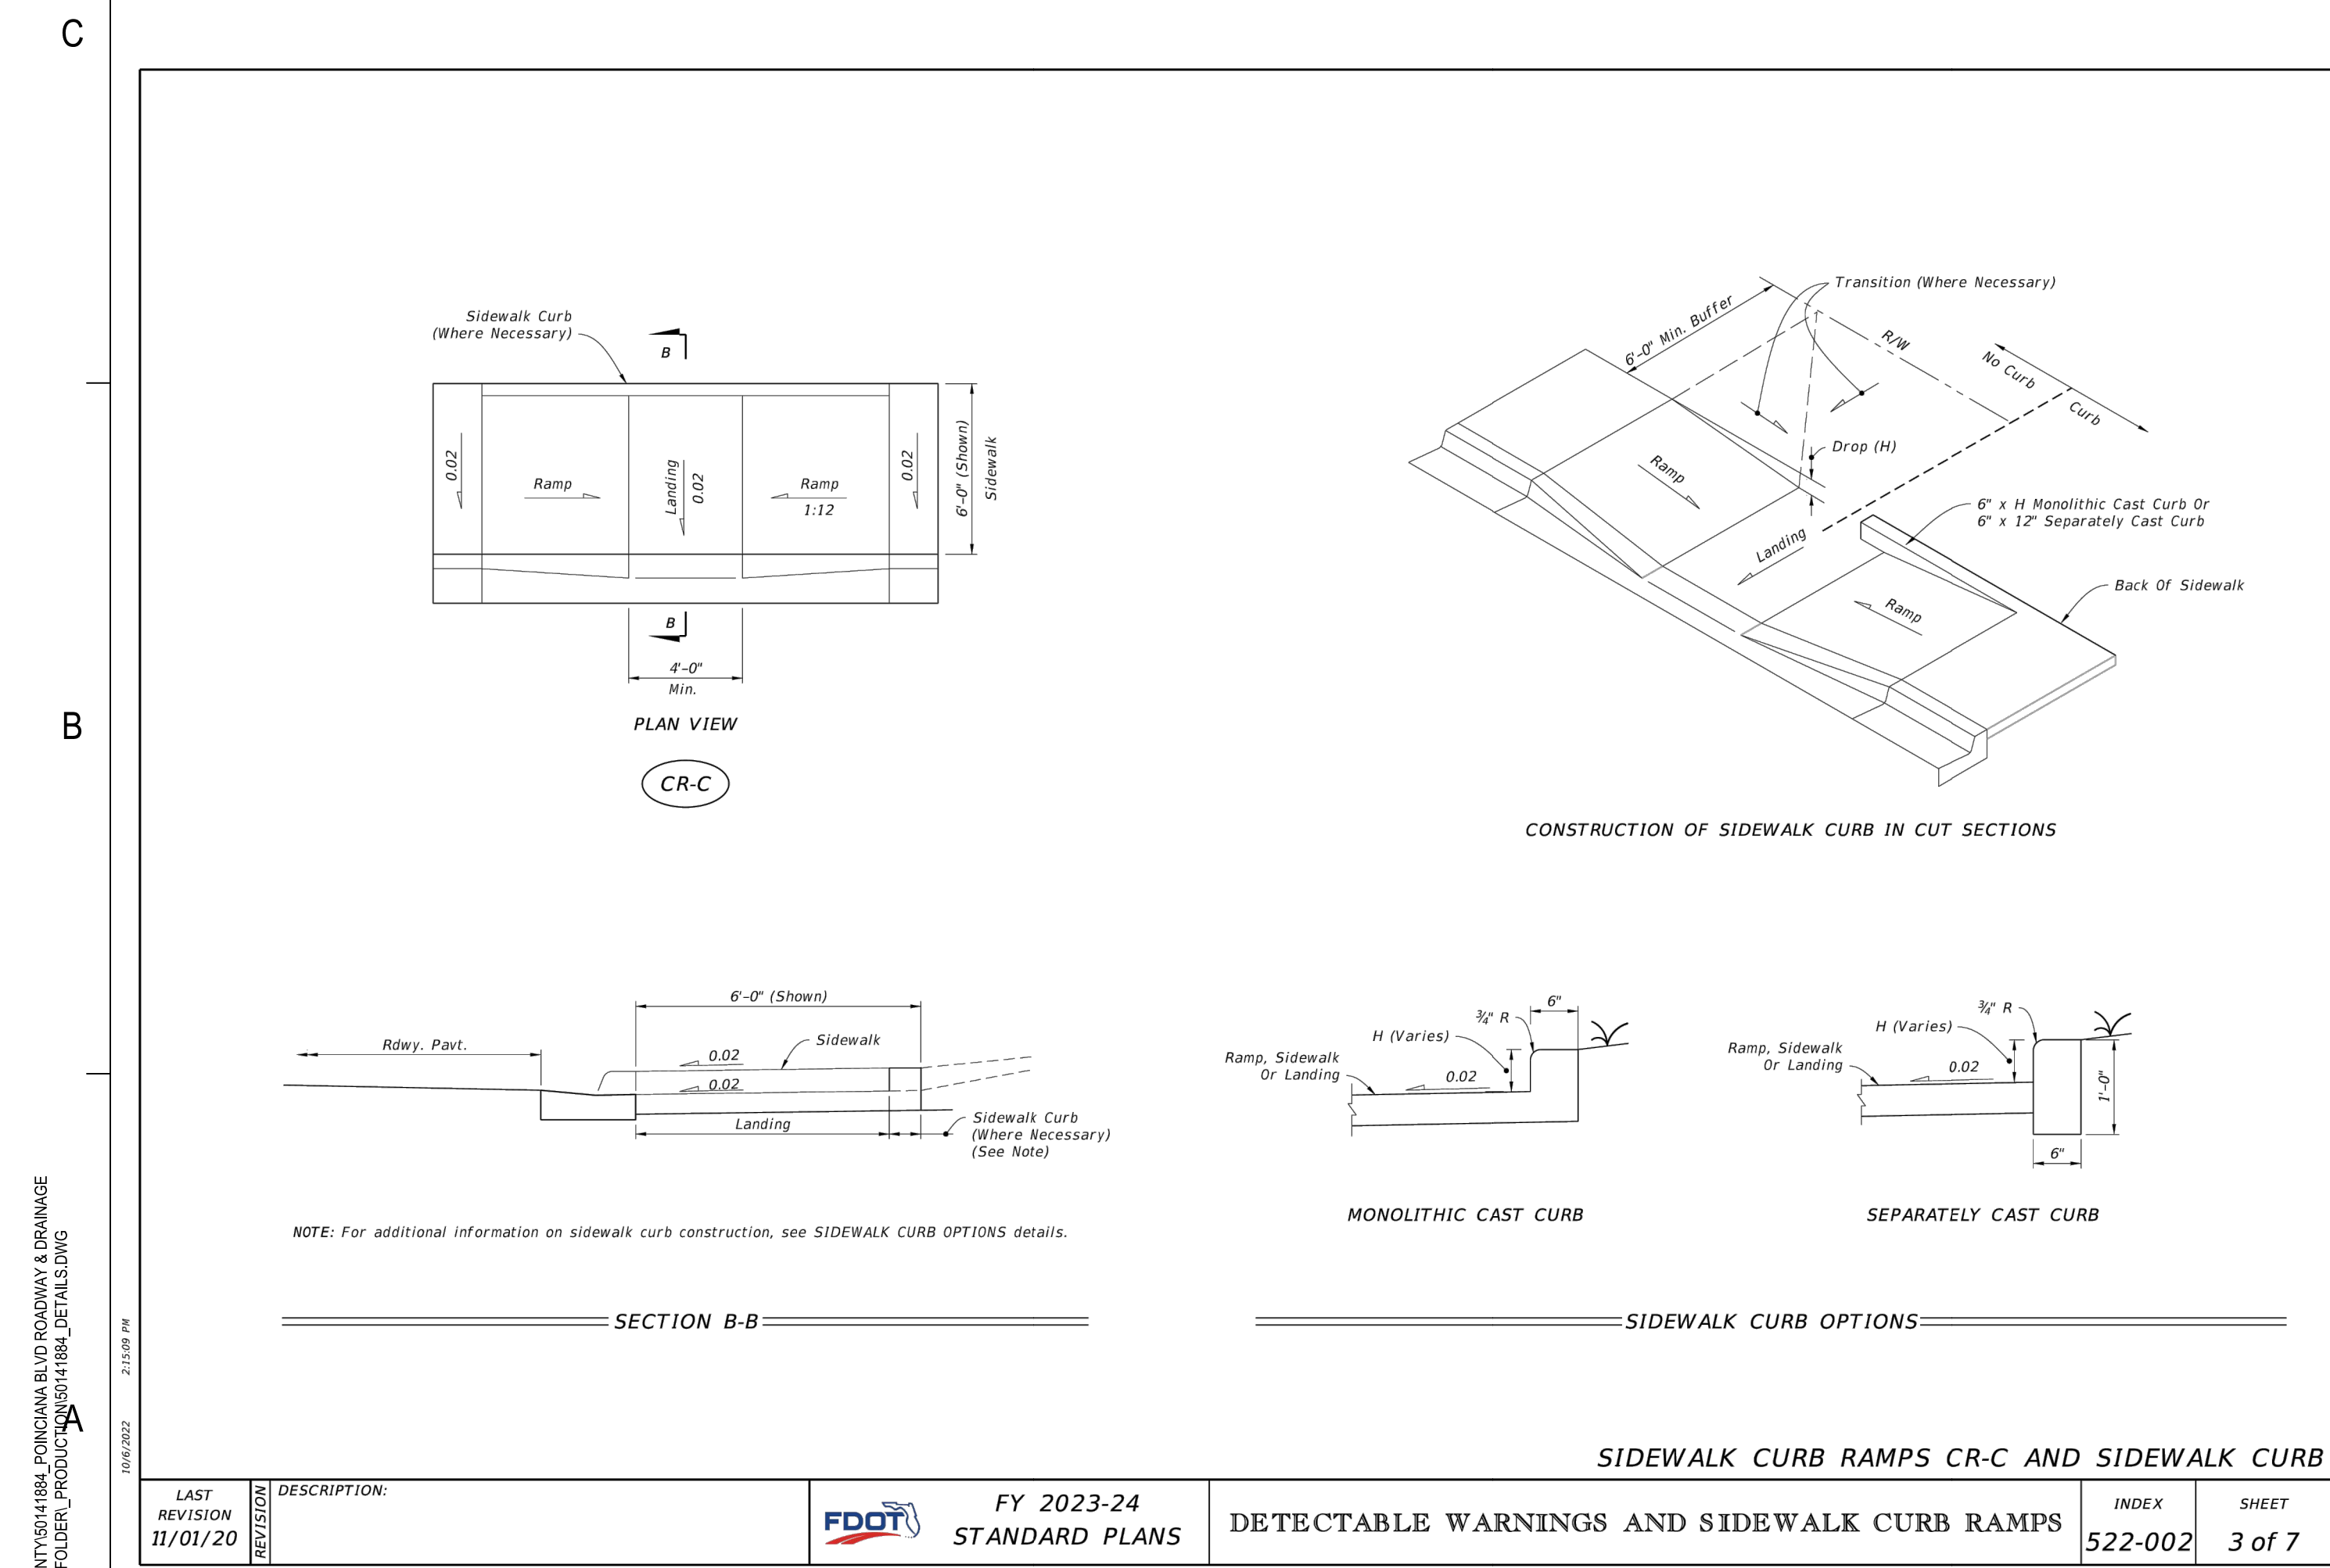 C
B
A
NTY\50141884_POINCIANA BLVD ROADWAY & DRAINAGE
FOLDER\_PRODUCTION\50141884_DETAILS.DWG
10/6/2022 2:15:09 PM
Sidewalk Curb
(Where Necessary)
B
0.02
Ramp
Landing
0.02
Ramp
1:12
0.02
6'-0" (Shown)
Sidewalk
B
4'-0"
Min.
PLAN VIEW
CR-C
Transition (Where Necessary)
6'-0" Min. Buffer
R/W
No Curb
Curb
Drop (H)
Ramp
6" x H Monolithic Cast Curb Or
6" x 12" Separately Cast Curb
Landing
Back Of Sidewalk
Ramp
CONSTRUCTION OF SIDEWALK CURB IN CUT SECTIONS
6'-0" (Shown)
Rdwy. Pavt.
Sidewalk
0.02
0.02
Landing
Sidewalk Curb
(Where Necessary)
(See Note)
NOTE: For additional information on sidewalk curb construction, see SIDEWALK CURB OPTIONS details.
SECTION B-B
6"
¾" R
H (Varies)
Ramp, Sidewalk
Or Landing
0.02
MONOLITHIC CAST CURB
¾" R
H (Varies)
Ramp, Sidewalk
Or Landing
0.02
1'-0"
6"
SEPARATELY CAST CURB
SIDEWALK CURB OPTIONS
SIDEWALK CURB RAMPS CR-C AND SIDEWALK CURB
LAST
REVISION
11/01/20
REVISION
DESCRIPTION:
FDOT
FY 2023-24
STANDARD PLANS
DETECTABLE WARNINGS AND SIDEWALK CURB RAMPS
INDEX
522-002
SHEET
3 of 7